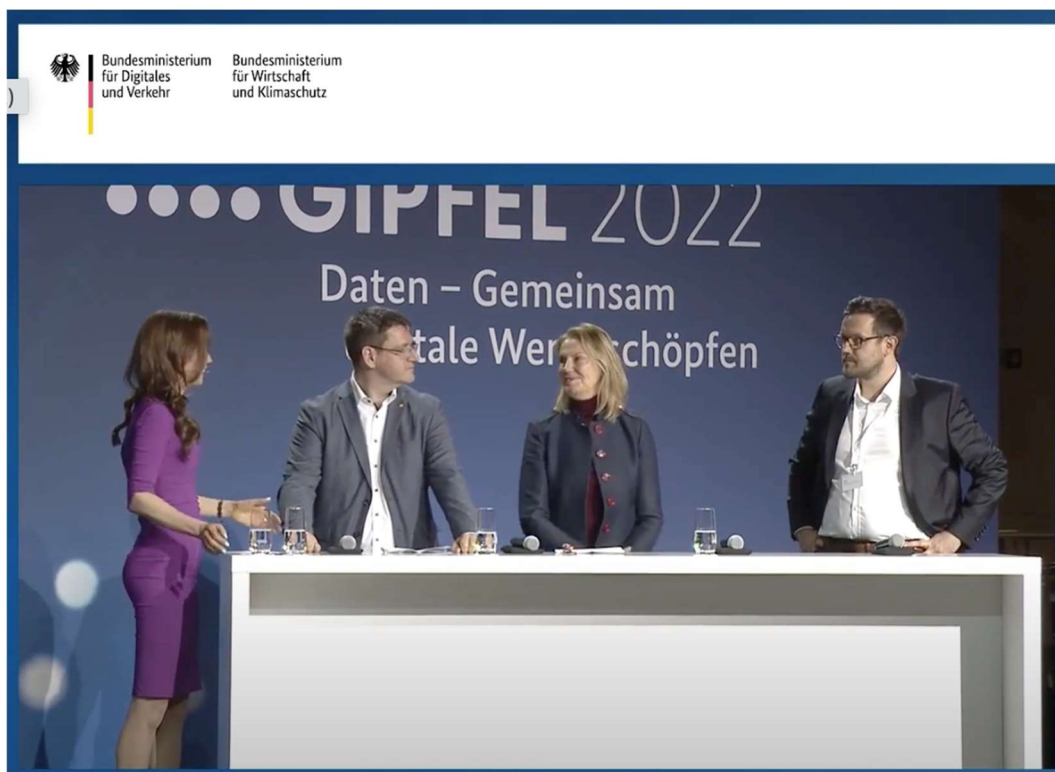 Bundesministerium
für Digitales
und Verkehr
Bundesministerium
für Wirtschaft
und Klimaschutz
)
GIPFEL 2022
Daten – Gemeinsam
schöpfen